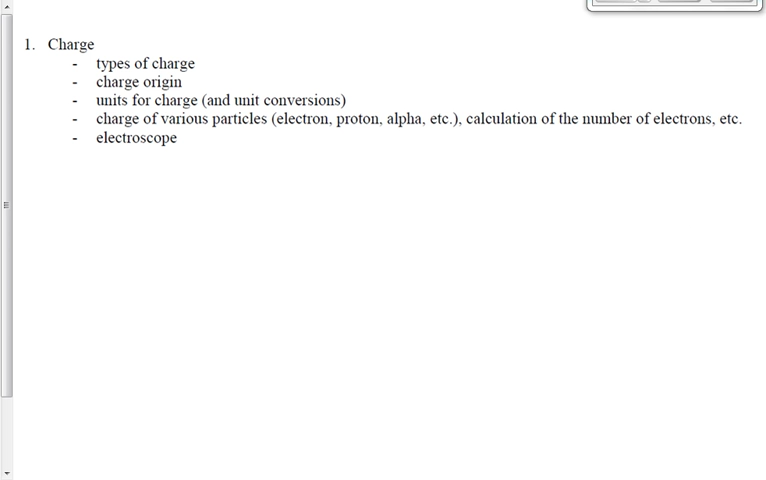 1. Charge
- types of charge
- charge origin
- units for charge (and unit conversions)
- charge of various particles (electron, proton, alpha, etc.), calculation of the number of electrons, etc.
- electroscope